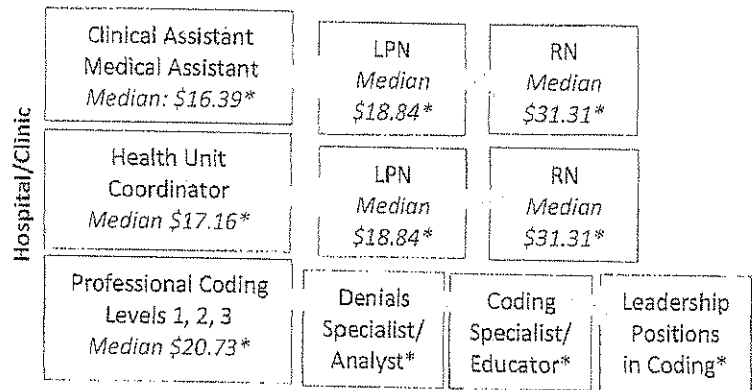 Hospital/Clinic
Clinical Assistant
Medical Assistant
Median: $16.39*
LPN
Median
$18.84*
RN
Median
$31.31*
Health Unit
Coordinator
Median $17.16*
LPN
Median
$18.84*
RN
Median
$31.31*
Professional Coding
Levels 1, 2, 3
Median $20.73*
Denials
Specialist/
Analyst*
Coding
Specialist/
Educator*
Leadership
Positions
in Coding*